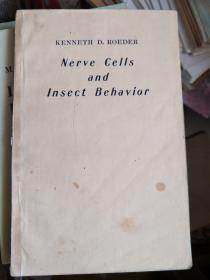 KENNETH D. ROEDER
Nerve Cells
and
Insect Behavior